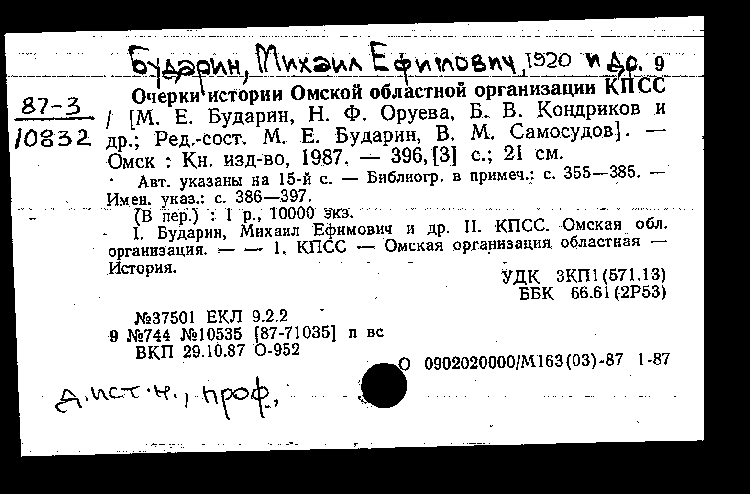 Бударин, Михаил Ефимович, 1920 и др. 9
Очерки истории Омской областной организации КПСС
87-3
10832
/ [М. Е. Бударин, Н. Ф. Оруева, Б. В. Кондриков и
др.; Ред.-сост. М. Е. Бударин, В. М. Самосудов]. —
Омск : Кн. изд-во, 1987. — 396,[3] с.; 21 см.
Авт. указаны на 15-й с. — Библиогр. в примеч.: с. 355—385. —
Имен. указ.: с. 386—397.
(В пер.) : 1 р., 10000 экз.
I. Бударин, Михаил Ефимович и др. II. КПСС. Омская обл.
организация. — — 1. КПСС — Омская организация областная —
История.
УДК 3КП1(571.13)
ББК 66.61(2Р53)
№37501 ЕКЛ 9.2.2
9 №744 №10535 [87-71035] п вс
ВКП 29.10.87 О-952
О 0902020000/М163(03)-87 1-87
д.ист.н., проф.,